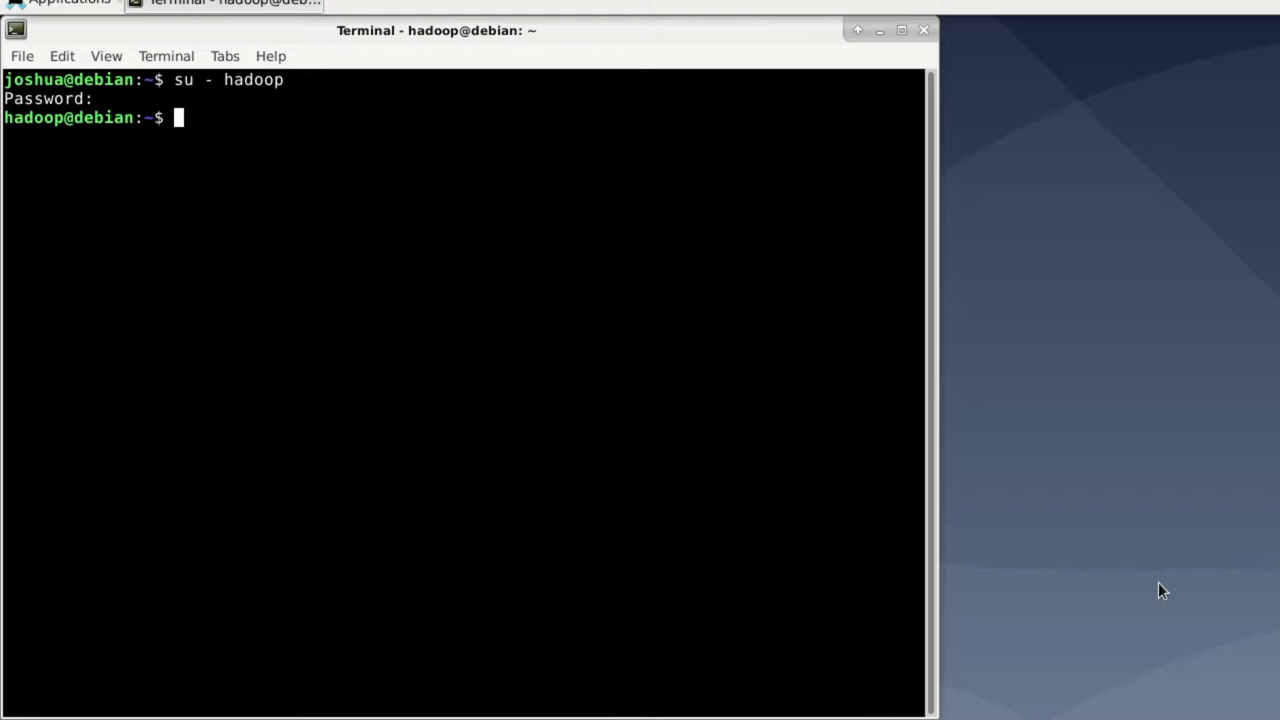 Applications
Terminal - hadoop@deb...
Terminal - hadoop@debian: ~
File Edit View Terminal Tabs Help
joshua@debian:~$ su - hadoop
Password:
hadoop@debian:~$